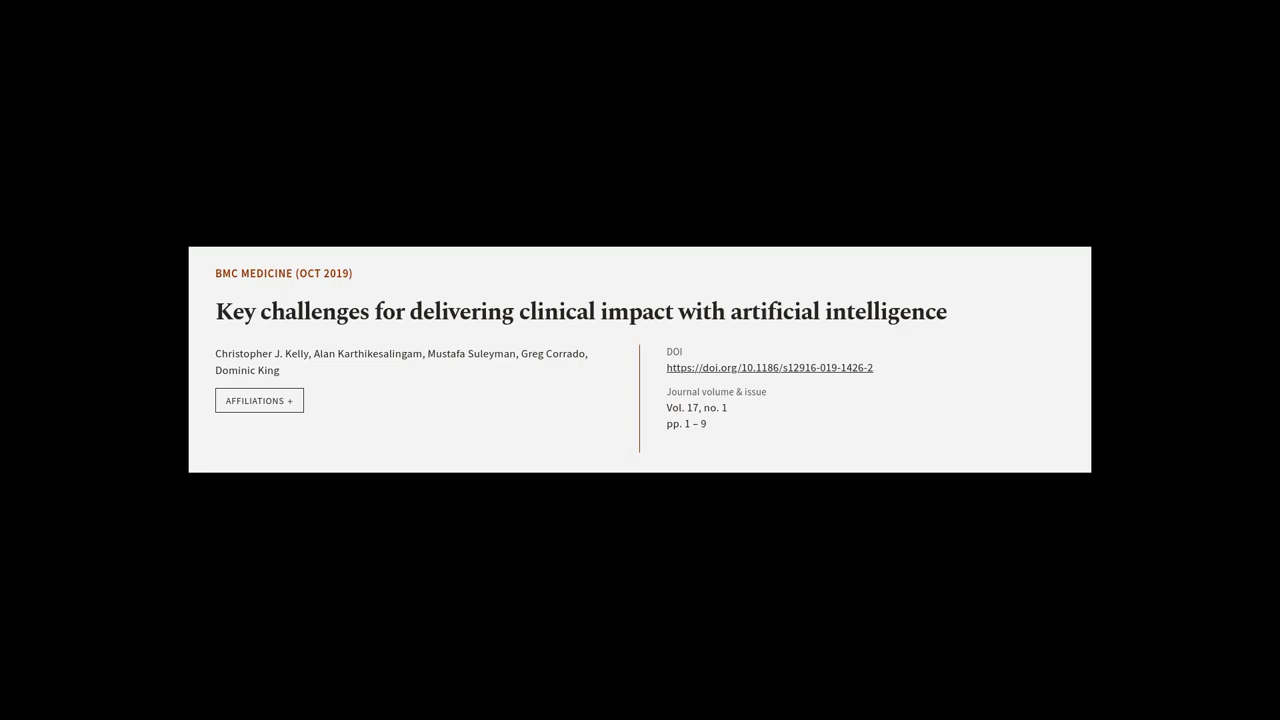 BMC MEDICINE (OCT 2019)
Key challenges for delivering clinical impact with artificial intelligence
Christopher J. Kelly, Alan Karthikesalingam, Mustafa Suleyman, Greg Corrado,
Dominic King
AFFILIATIONS +
DOI
https://doi.org/10.1186/s12916-019-1426-2
Journal volume & issue
Vol. 17, no. 1
pp. 1 – 9